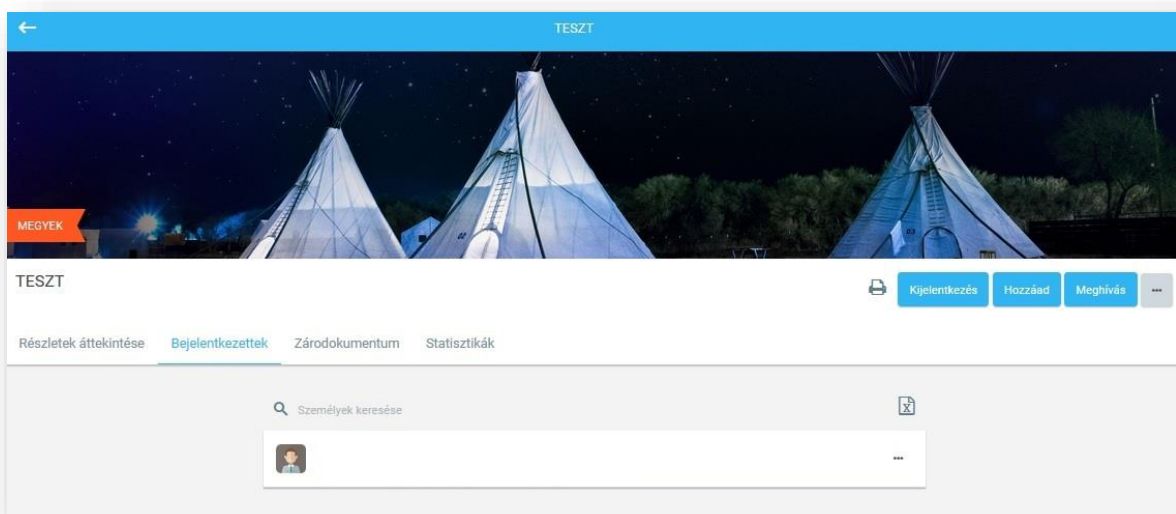 TESZT
MEGYEK
TESZT
Kijelentkezés Hozzáad Meghívás
Részletek áttekintése Bejelentkezettek Zárodokumentum Statisztikák
Személyek keresése